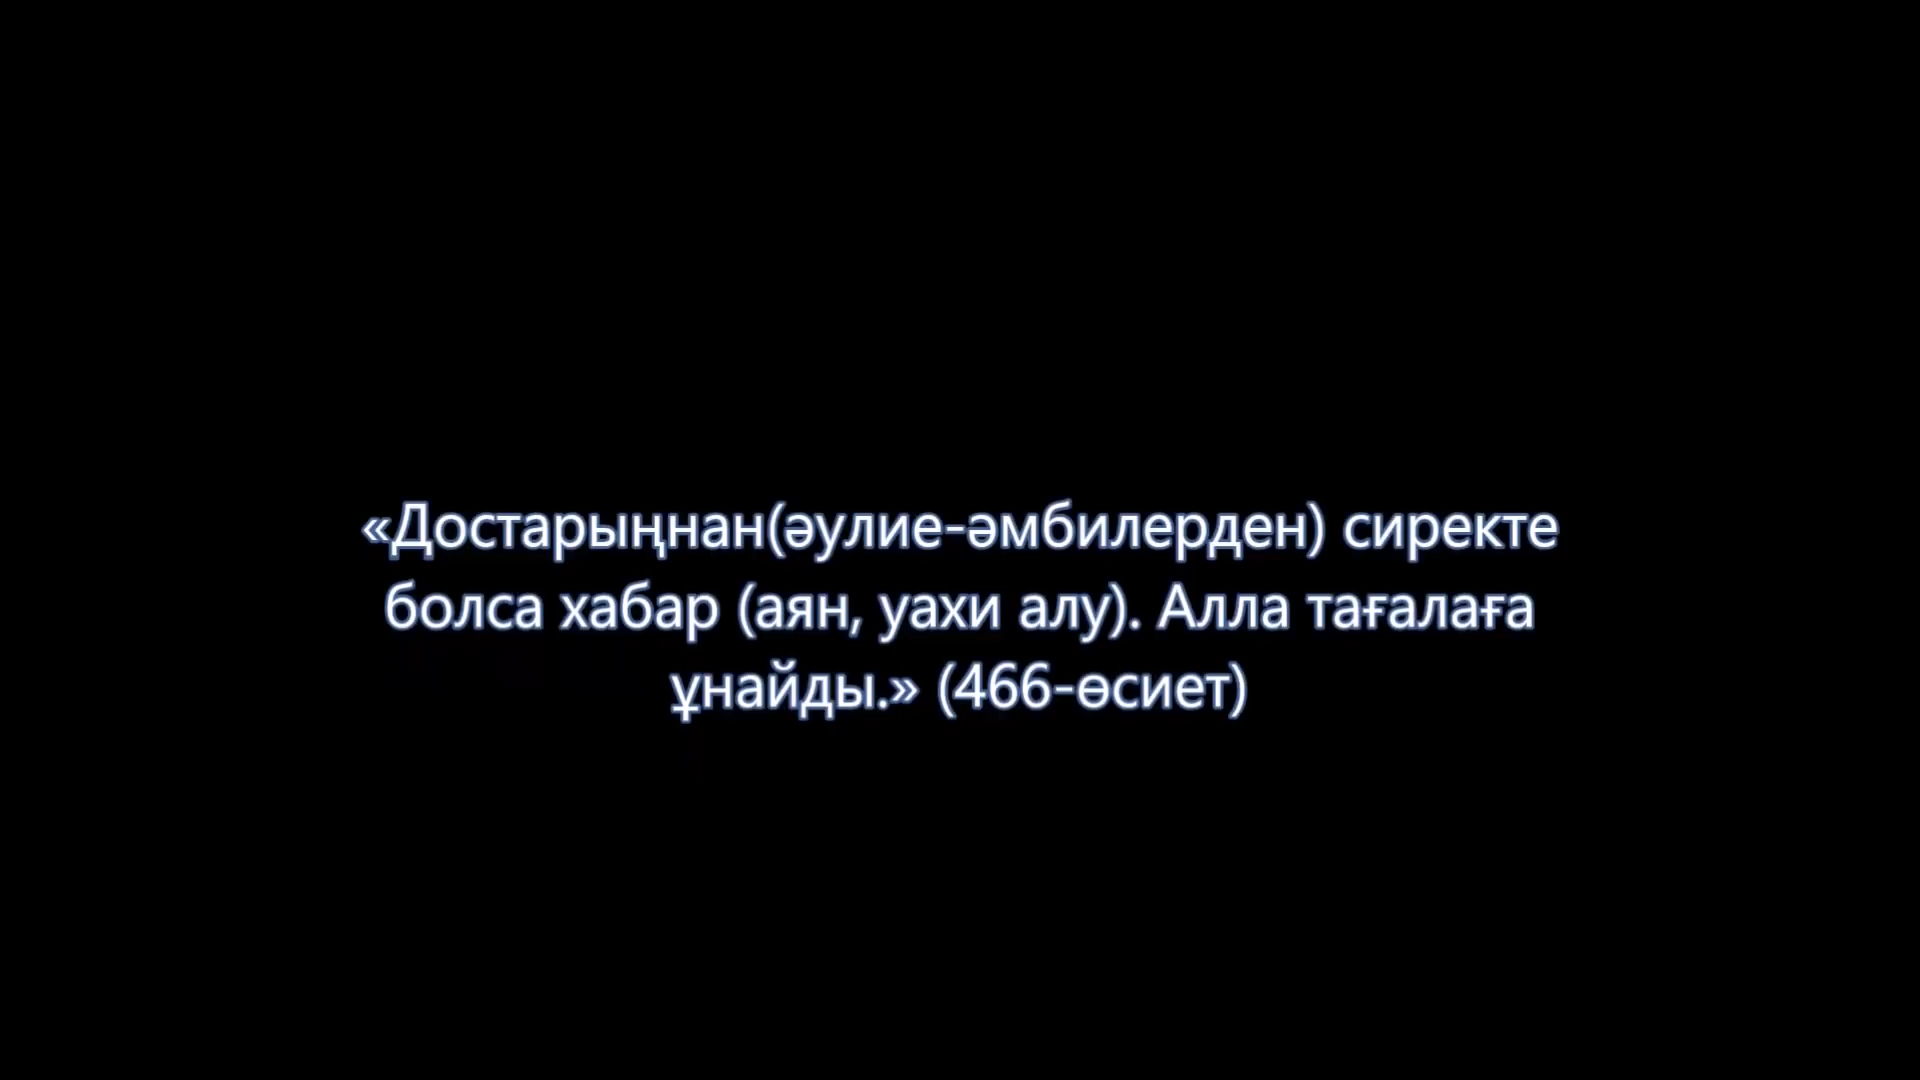 «Достарыңнан(әулие-әмбилерден) сиректе
болса хабар (аян, уахи алу). Алла тағалаға
ұнайды.» (466-өсиет)